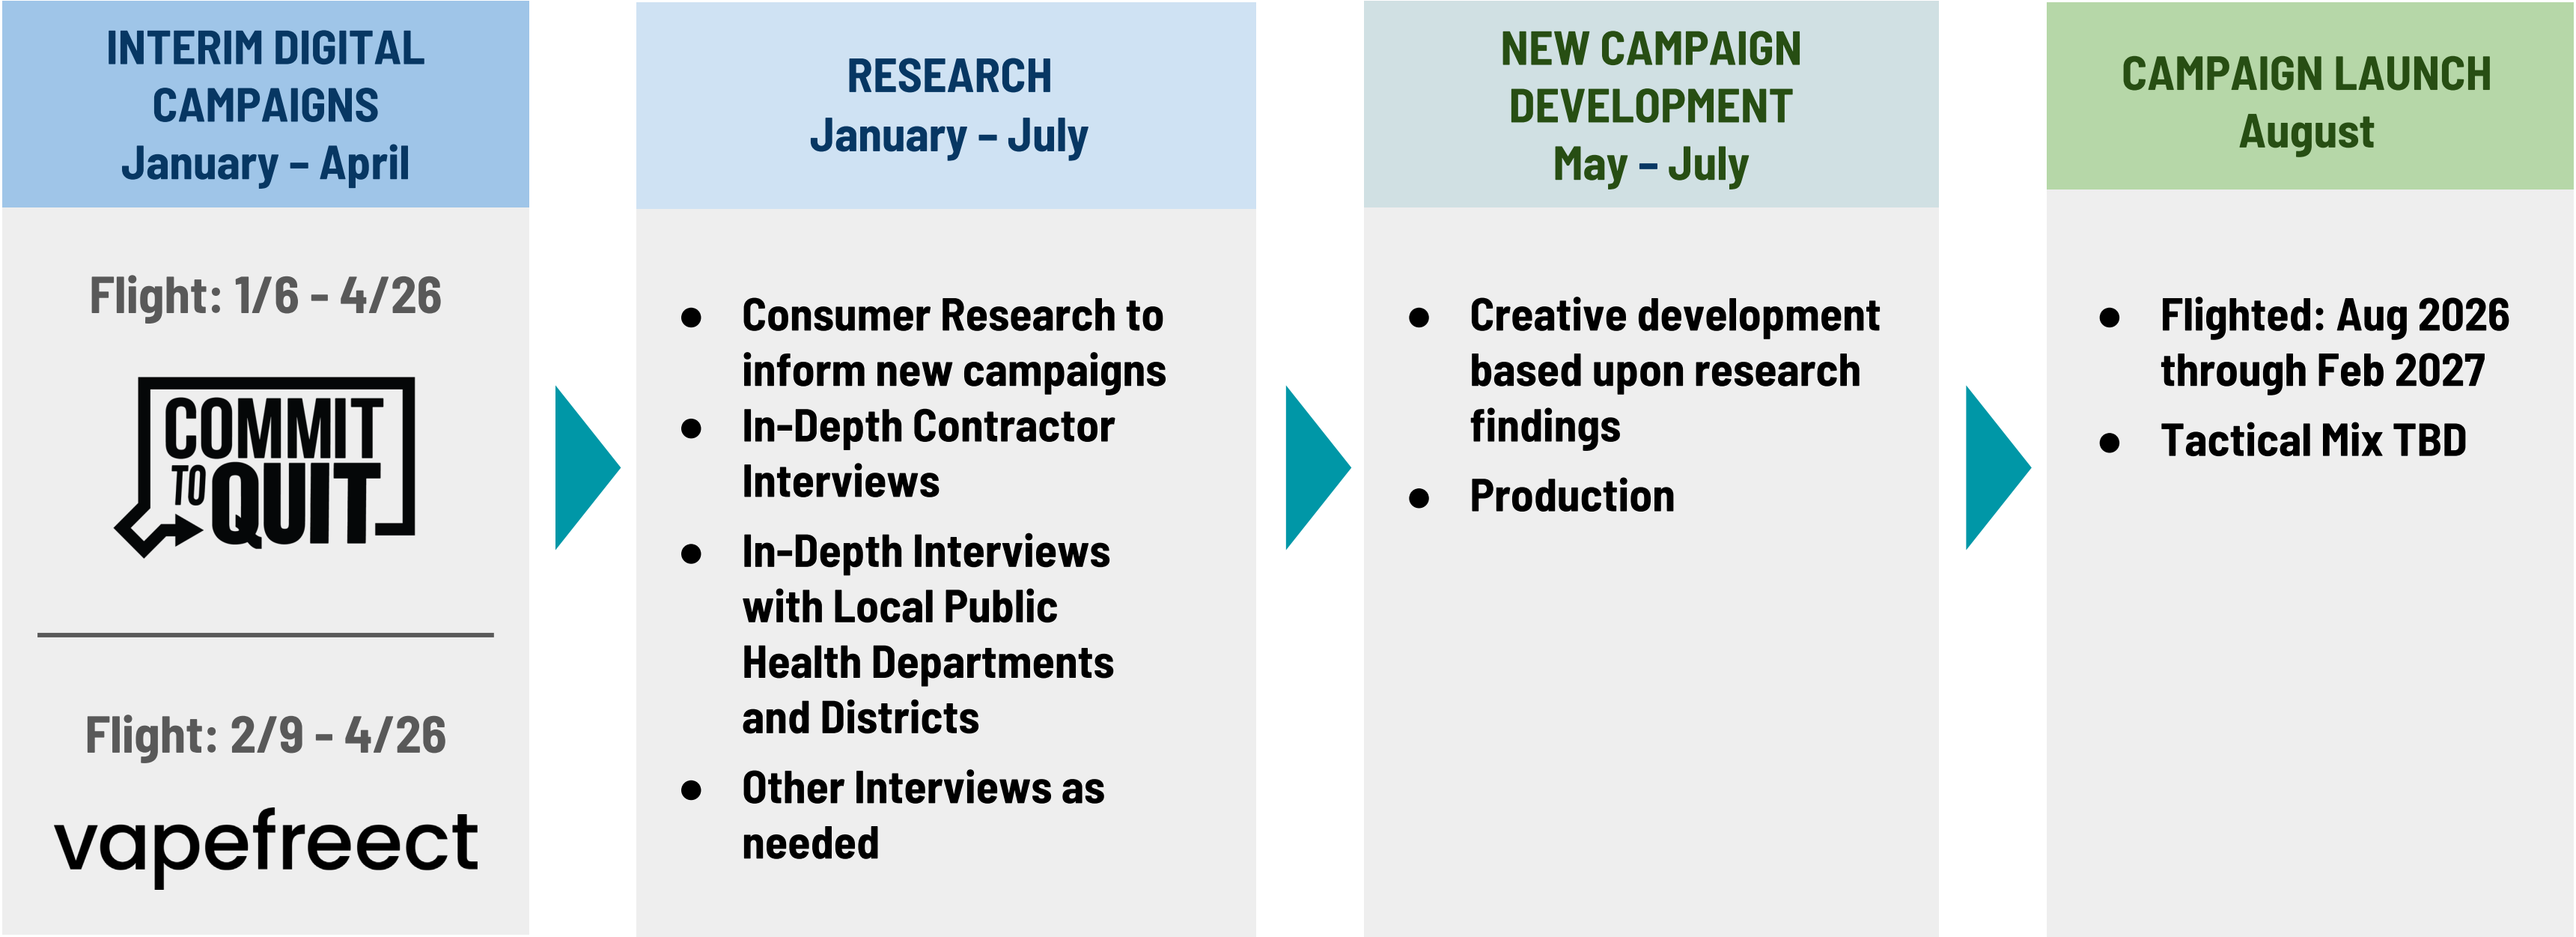 INTERIM DIGITAL
CAMPAIGNS
January – April
Flight: 1/6 - 4/26
COMMIT
TO QUIT
Flight: 2/9 - 4/26
vapefreect
RESEARCH
January – July
● Consumer Research to
inform new campaigns
● In-Depth Contractor
Interviews
● In-Depth Interviews
with Local Public
Health Departments
and Districts
● Other Interviews as
needed
NEW CAMPAIGN
DEVELOPMENT
May – July
● Creative development
based upon research
findings
● Production
CAMPAIGN LAUNCH
August
● Flighted: Aug 2026
through Feb 2027
● Tactical Mix TBD